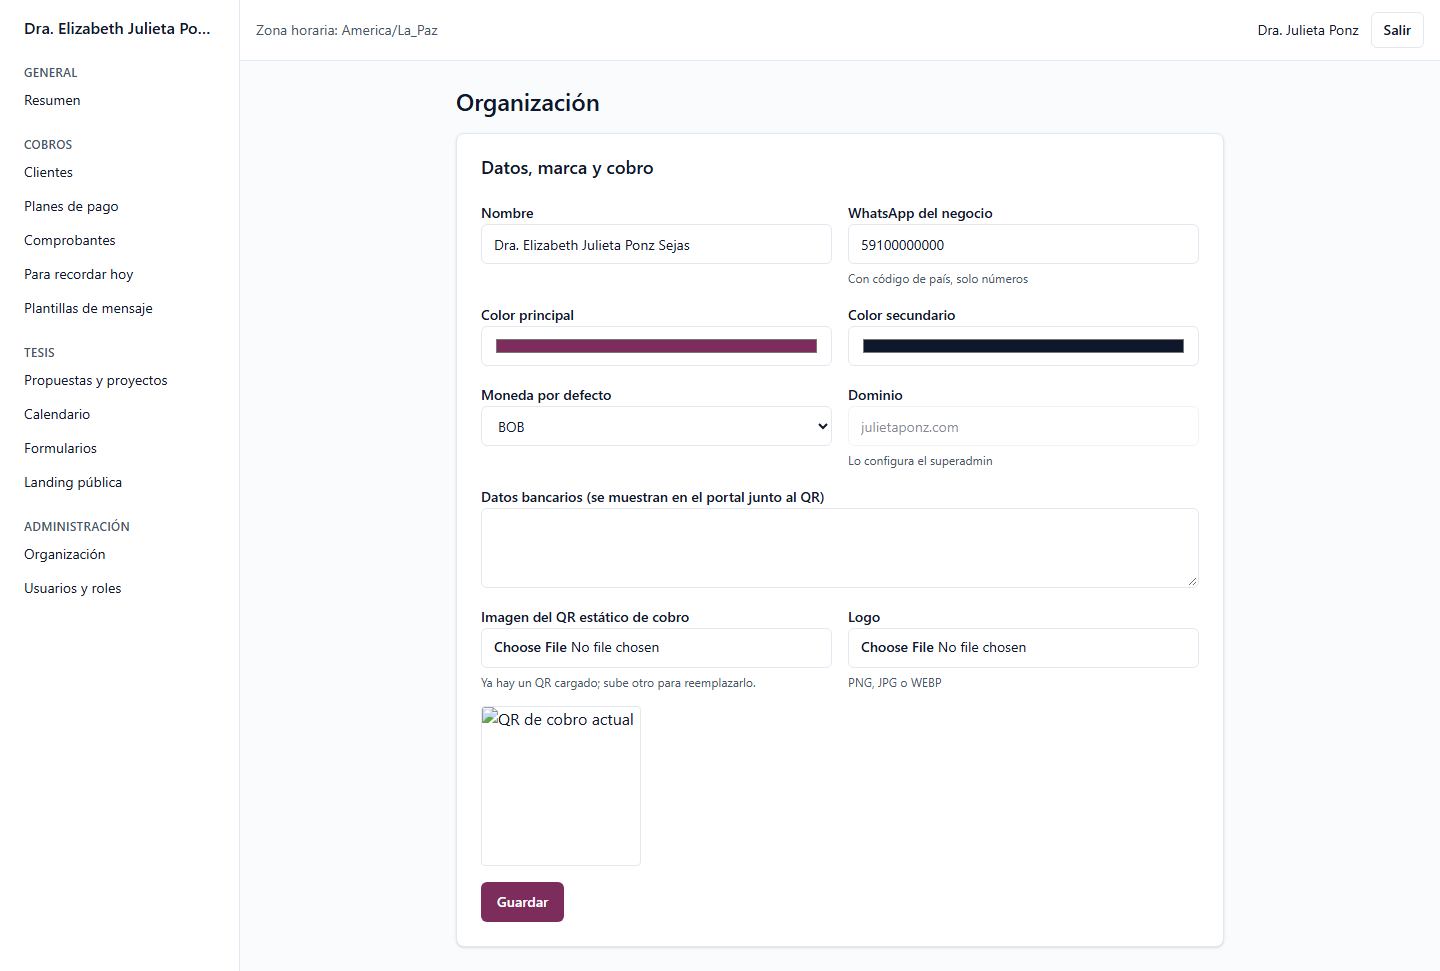 Dra. Elizabeth Julieta Po...
GENERAL
Resumen
COBROS
Clientes
Planes de pago
Comprobantes
Para recordar hoy
Plantillas de mensaje
TESIS
Propuestas y proyectos
Calendario
Formularios
Landing pública
ADMINISTRACIÓN
Organización
Usuarios y roles
Zona horaria: America/La_Paz
Dra. Julieta Ponz
Salir
Organización
Datos, marca y cobro
Nombre
Dra. Elizabeth Julieta Ponz Sejas
WhatsApp del negocio
59100000000
Con código de país, solo números
Color principal
Color secundario
Moneda por defecto
BOB
Dominio
julietaponz.com
Lo configura el superadmin
Datos bancarios (se muestran en el portal junto al QR)
Imagen del QR estático de cobro
Choose File No file chosen
Ya hay un QR cargado; sube otro para reemplazarlo.
Logo
Choose File No file chosen
PNG, JPG o WEBP
QR de cobro actual
Guardar